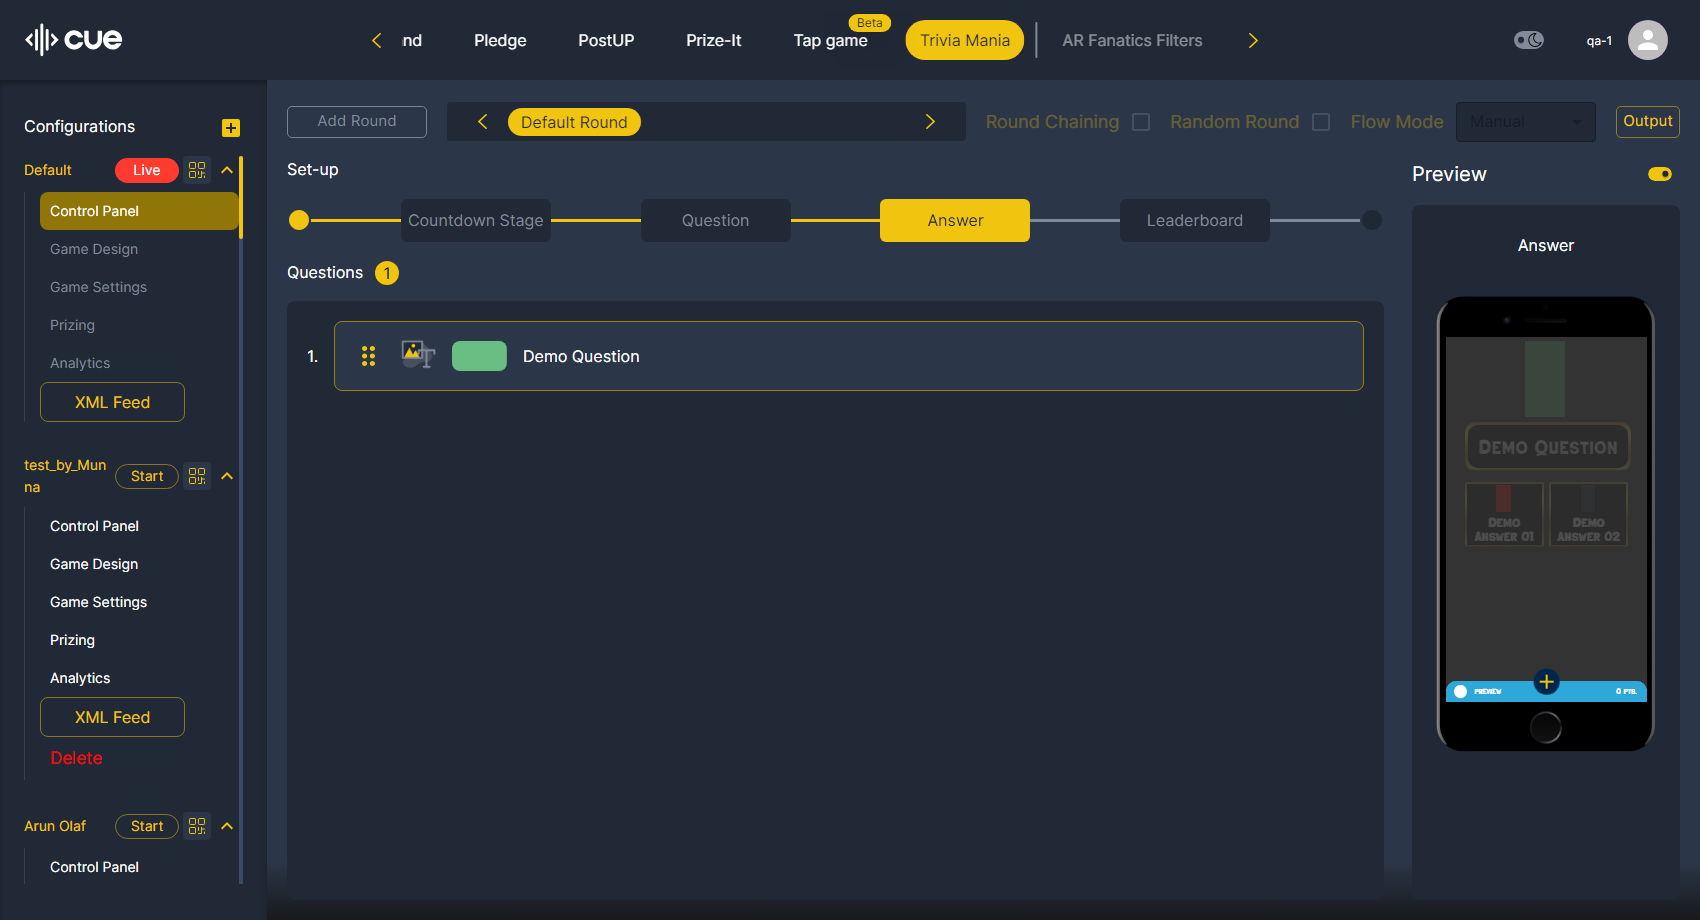 cue
nd
Pledge
PostUP
Prize-It
Tap game
Beta
Trivia Mania
AR Fanatics Filters
qa-1
Configurations
Default
Live
Control Panel
Game Design
Game Settings
Prizing
Analytics
XML Feed
test_by_Mun
na
Start
Control Panel
Game Design
Game Settings
Prizing
Analytics
XML Feed
Delete
Arun Olaf
Start
Control Panel
Add Round
Default Round
Round Chaining
Random Round
Flow Mode
Manual
Output
Set-up
Countdown Stage
Question
Answer
Leaderboard
Questions 1
1.
Demo Question
Preview
Answer
DEMO QUESTION
DEMO
ANSWER 01
DEMO
ANSWER 02
PREVIEW
0 PTS.